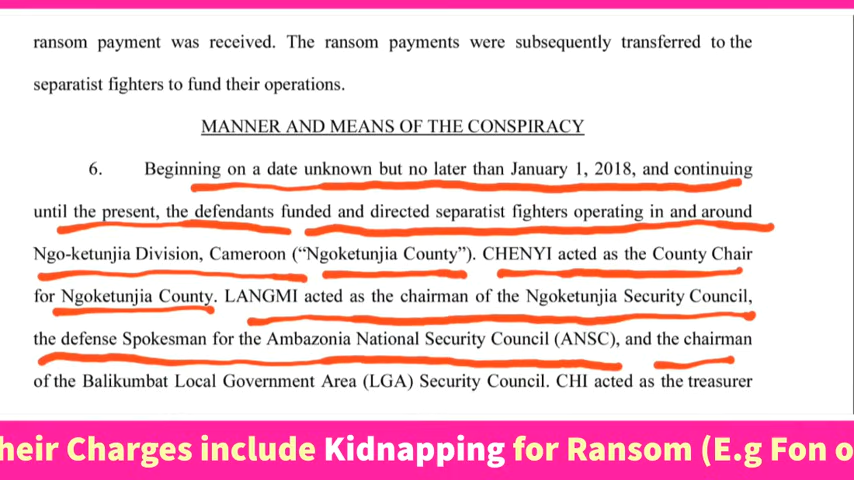 ransom payment was received. The ransom payments were subsequently transferred to the
separatist fighters to fund their operations.
MANNER AND MEANS OF THE CONSPIRACY
6. Beginning on a date unknown but no later than January 1, 2018, and continuing
until the present, the defendants funded and directed separatist fighters operating in and around
Ngo-ketunjia Division, Cameroon (“Ngoketunjia County”). CHENYI acted as the County Chair
for Ngoketunjia County. LANGMI acted as the chairman of the Ngoketunjia Security Council,
the defense Spokesman for the Ambazonia National Security Council (ANSC), and the chairman
of the Balikumbat Local Government Area (LGA) Security Council. CHI acted as the treasurer
heir Charges include Kidnapping for Ransom (E.g Fon o